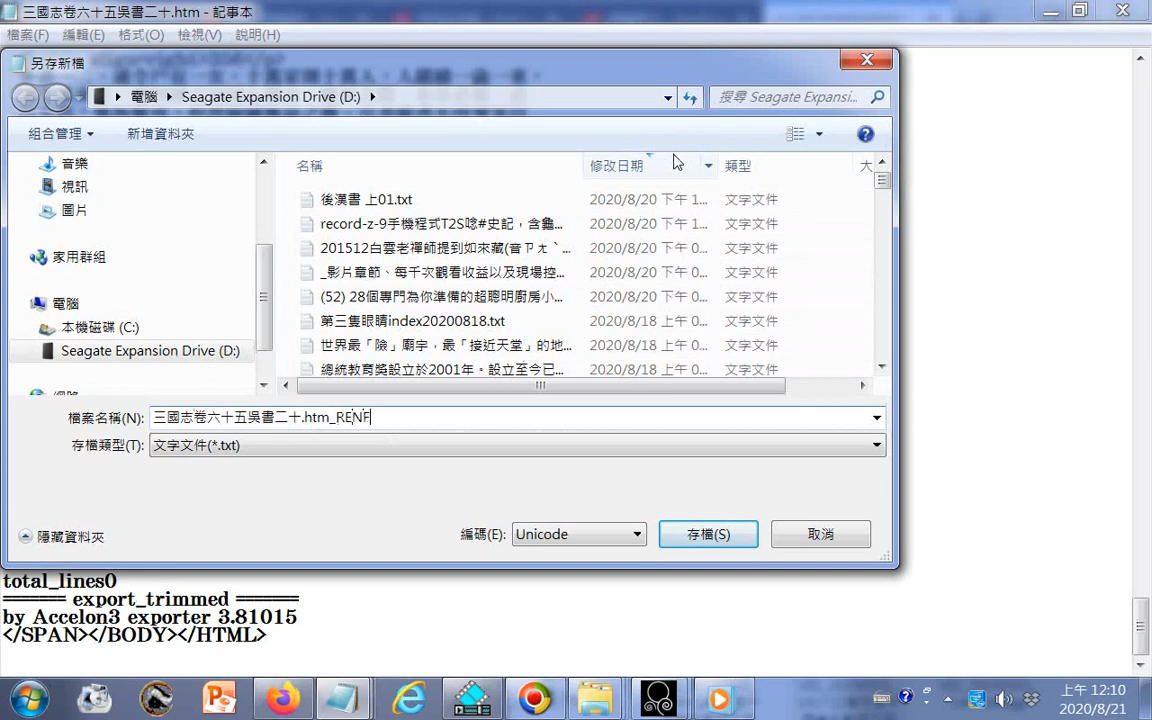 三國志卷六十五吳書二十.htm - 記事本
檔案(F) 編輯(E) 格式(O) 檢視(V) 說明(H)
另存新檔
電腦 Seagate Expansion Drive (D:) 搜尋 Seagate Expansi...
組合管理 新增資料夾
名稱 修改日期 類型 大
音樂
視訊
圖片
家用群組
電腦
本機磁碟 (C:)
Seagate Expansion Drive (D:)
後漢書 上01.txt 2020/8/20 下午 1... 文字文件
record-z-9手機程式T2S唸#史記，含龜... 2020/8/20 下午 1... 文字文件
201512白雲老禪師提到如來藏(音ㄗㄤˋ... 2020/8/20 下午 0... 文字文件
_影片章節、每千次觀看收益以及現場控... 2020/8/20 下午 0... 文字文件
(52) 28個專門為你準備的超聰明廚房小... 2020/8/20 下午 0... 文字文件
第三隻眼睛index20200818.txt 2020/8/18 上午 0... 文字文件
世界最「險」廟宇，最「接近天堂」的地... 2020/8/18 上午 0... 文字文件
總統教育獎設立於2001年。設立至今已... 2020/8/18 上午 0... 文字文件
檔案名稱(N): 三國志卷六十五吳書二十.htm_RENF
存檔類型(T): 文字文件(*.txt)
隱藏資料夾 編碼(E): Unicode 存檔(S) 取消
total_lines0
====== export_trimmed ======
by Accelon3 exporter 3.81015
</SPAN></BODY></HTML>
上午 12:10
2020/8/21